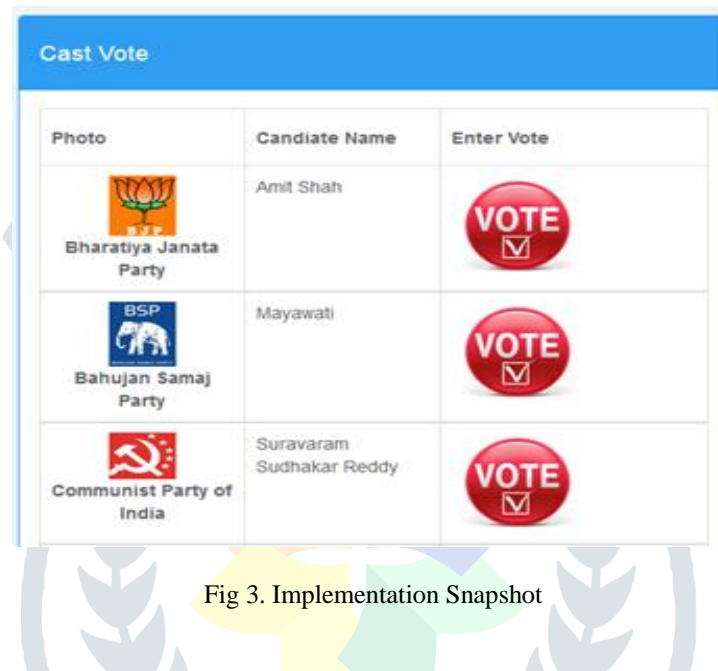 Cast Vote
Photo Candiate Name Enter Vote
BJP
Bharatiya Janata
Party
Amit Shah
VOTE
BSP
Bahujan Samaj
Party
Mayawati
VOTE
Communist Party of
India
Suravaram
Sudhakar Reddy
VOTE
Fig 3. Implementation Snapshot